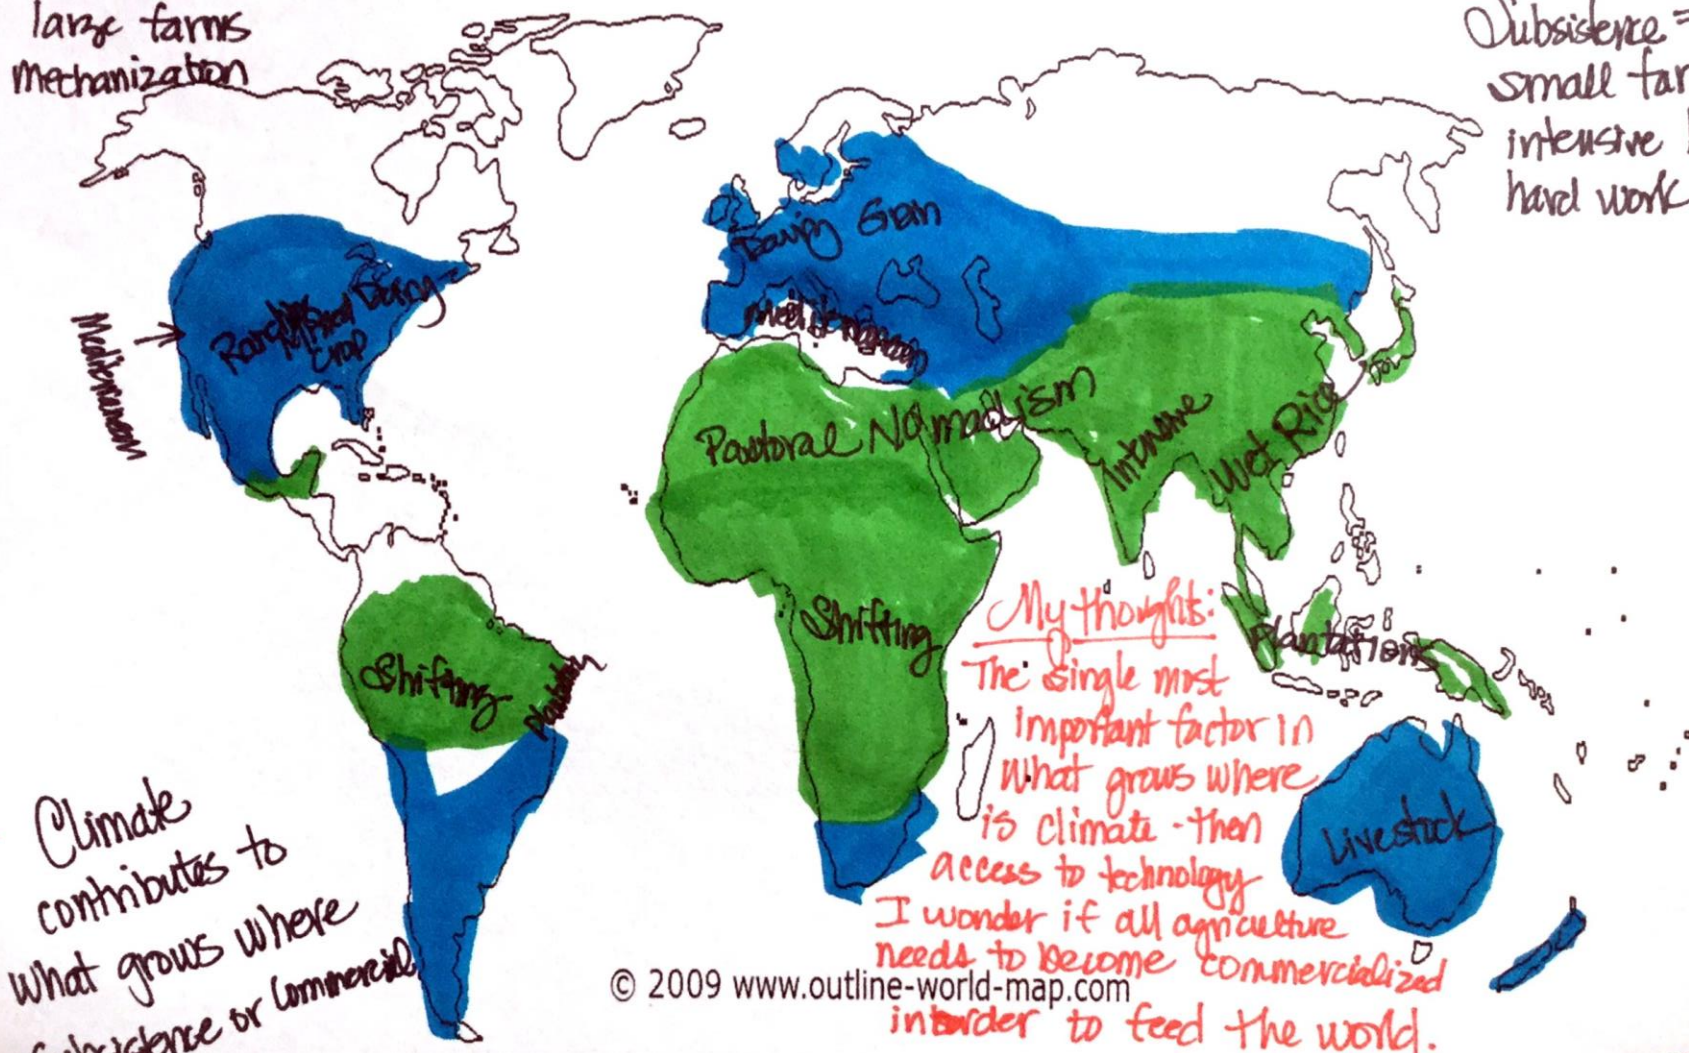 large farms
mechanization
Subsistence =
small far
intensive
hard work
Dairy Grain
Mediterranean
Ranching Mixed Dairy
crop
Mediterranean
Pastoral Nomadism
Intensive
Wet Rice
Shifting
Plantations
Shifting
Livestock
My thoughts:
The single most
important factor in
what grows where
is climate - then
access to technology
I wonder if all agriculture
needs to become commercialized
in order to feed the world.
Climate
contributes to
what grows where
subsistence or Commercial
© 2009 www.outline-world-map.com